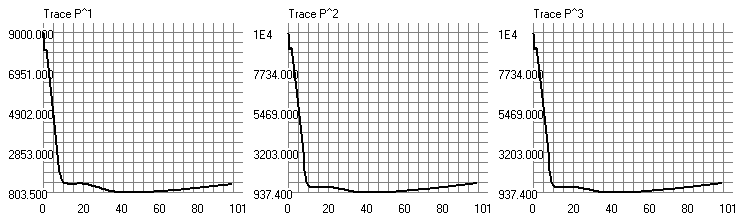 Trace P^1
9000.000
6951.000
4902.000
2853.000
803.500
0 20 40 60 80 101
Trace P^2
1E4
7734.000
5469.000
3203.000
937.400
0 20 40 60 80 101
Trace P^3
1E4
7734.000
5469.000
3203.000
937.400
0 20 40 60 80 101